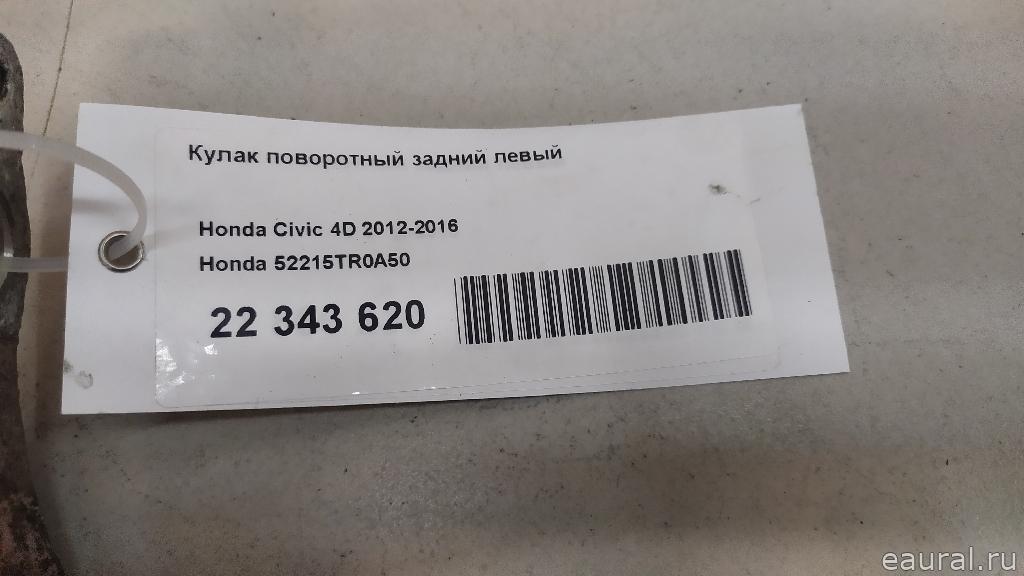 Кулак поворотный задний левый
Honda Civic 4D 2012-2016
Honda 52215TR0A50
22 343 620
eaural.ru